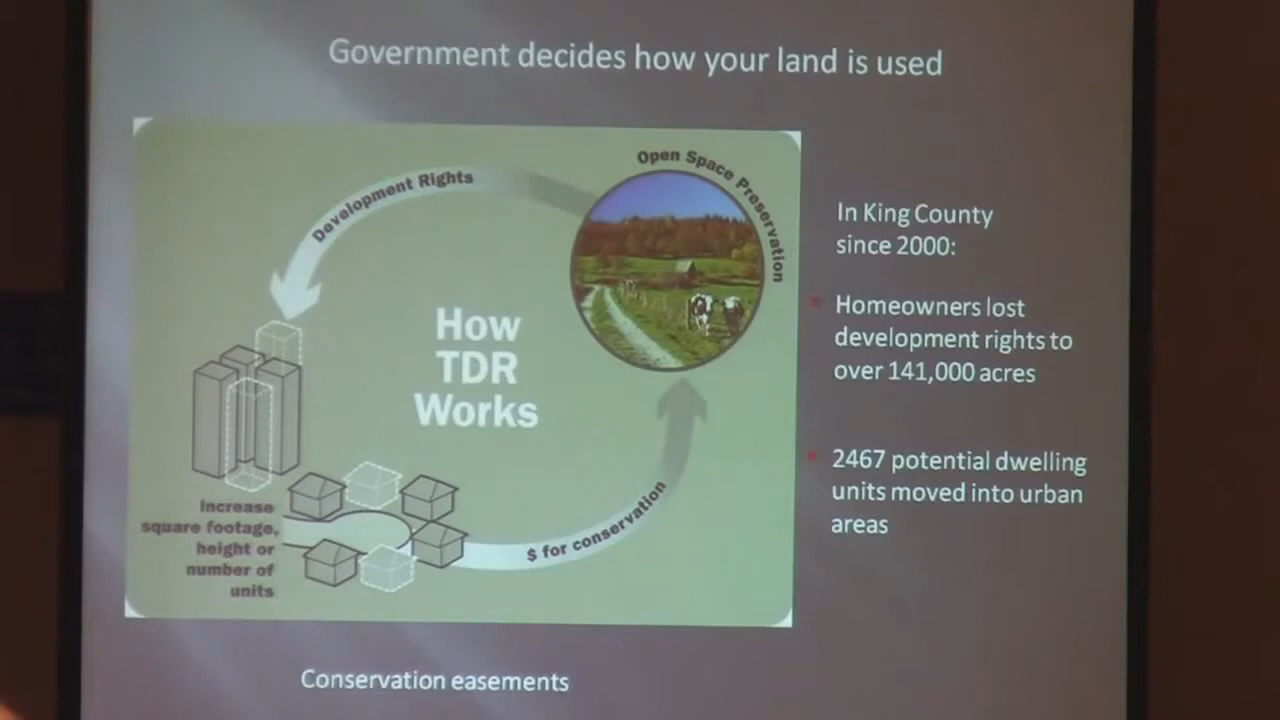 Government decides how your land is used
Open Space Preservation
Development Rights
How
TDR
Works
Increase
square footage,
height or
number of
units
$ for conservation
In King County
since 2000:
Homeowners lost
development rights to
over 141,000 acres
2467 potential dwelling
units moved into urban
areas
Conservation easements